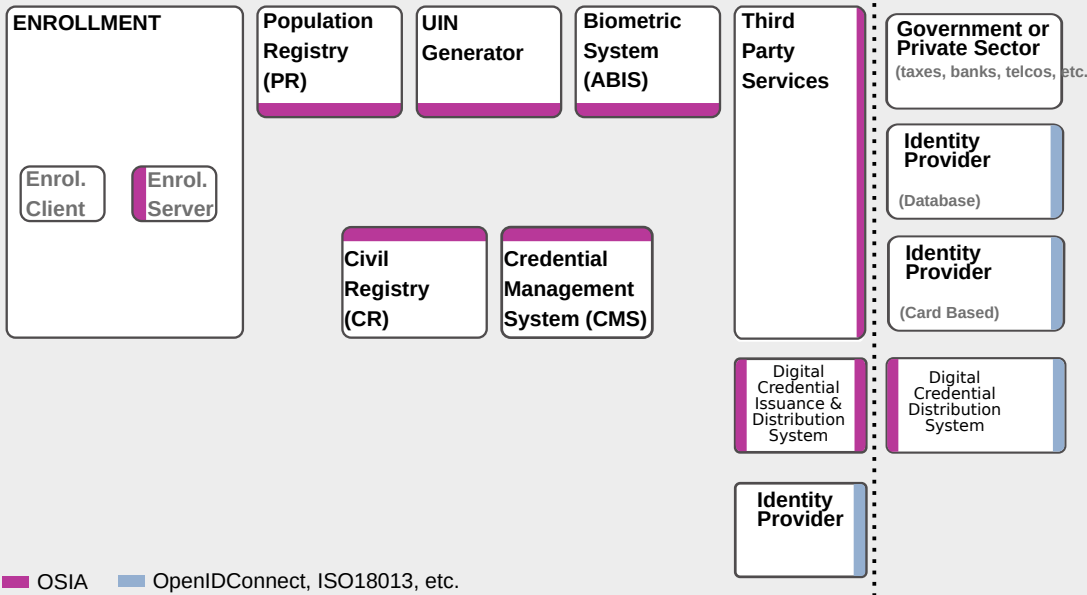 ENROLLMENT
Enrol.
Client
Enrol.
Server
Population
Registry
(PR)
UIN
Generator
Biometric
System
(ABIS)
Civil
Registry
(CR)
Credential
Management
System (CMS)
Third
Party
Services
Digital
Credential
Issuance &
Distribution
System
Identity
Provider
Government or
Private Sector
(taxes, banks, telcos, etc.
Identity
Provider
(Database)
Identity
Provider
(Card Based)
Digital
Credential
Distribution
System
OSIA
OpenIDConnect, ISO18013, etc.